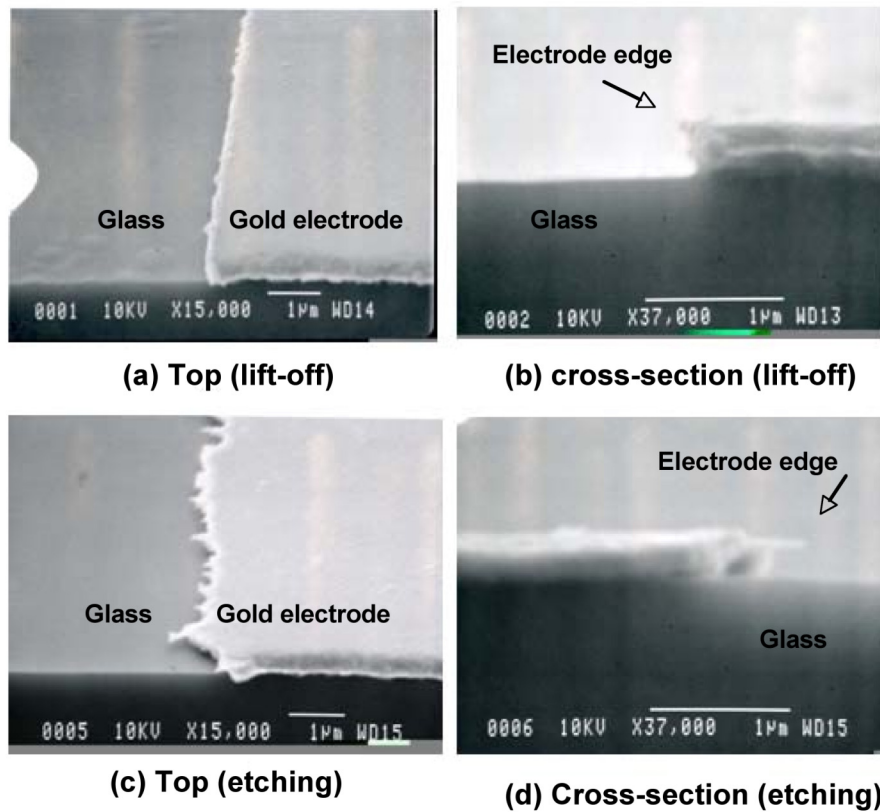 Glass Gold electrode
0001 10KV X15,000 1µm WD14
(a) Top (lift-off)
Electrode edge
Glass
0002 10KV X37,000 1µm WD13
(b) cross-section (lift-off)
Glass Gold electrode
0005 10KV X15,000 1µm WD15
(c) Top (etching)
Electrode edge
Glass
0006 10KV X37,000 1µm WD15
(d) Cross-section (etching)